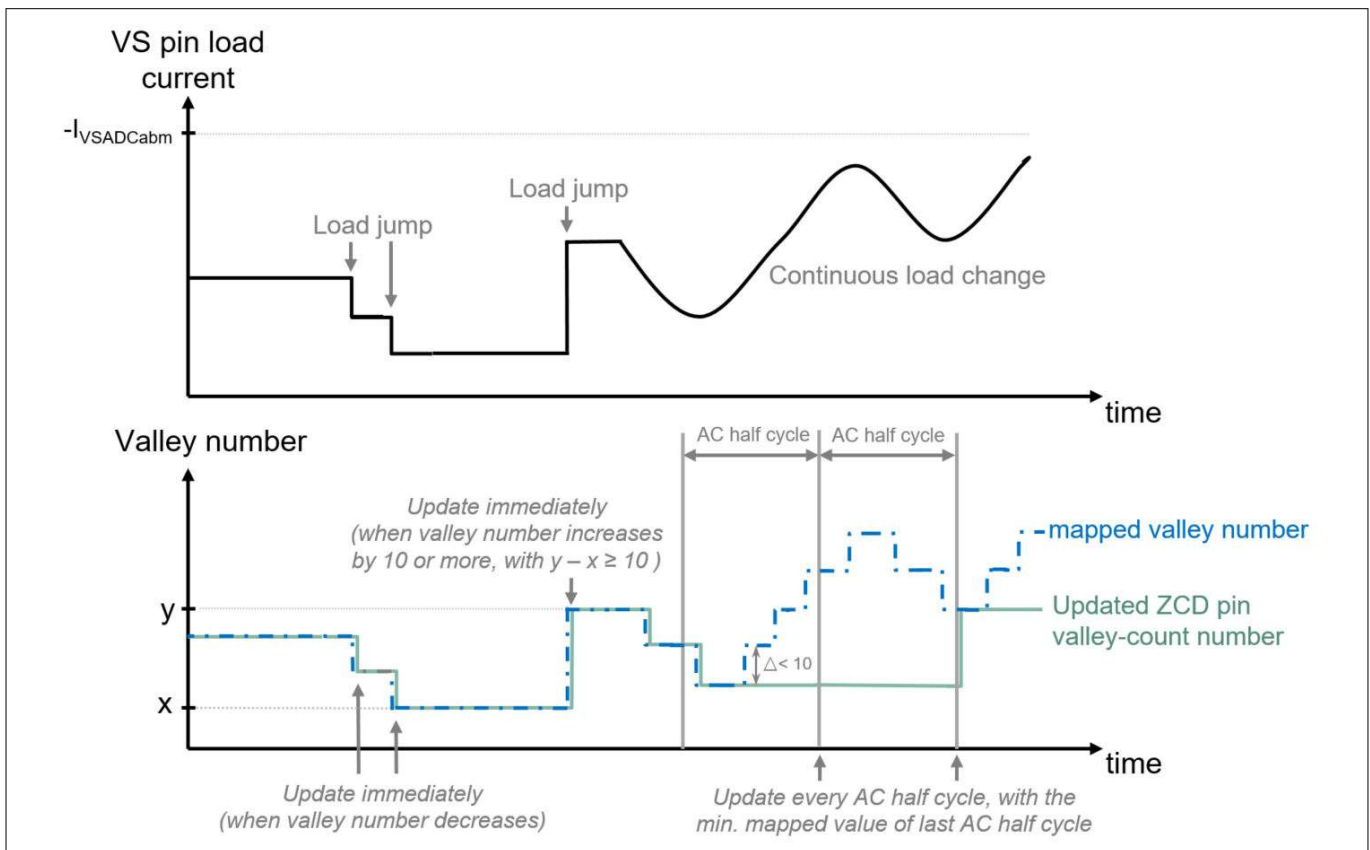 VS pin load
current
-IVSADCabm
Load jump
Load jump
Continuous load change
time
Valley number
AC half cycle
AC half cycle
Update immediately
(when valley number increases
by 10 or more, with y – x ≥ 10 )
mapped valley number
y
Updated ZCD pin
valley-count number
△< 10
x
time
Update immediately
(when valley number decreases)
Update every AC half cycle, with the
min. mapped value of last AC half cycle